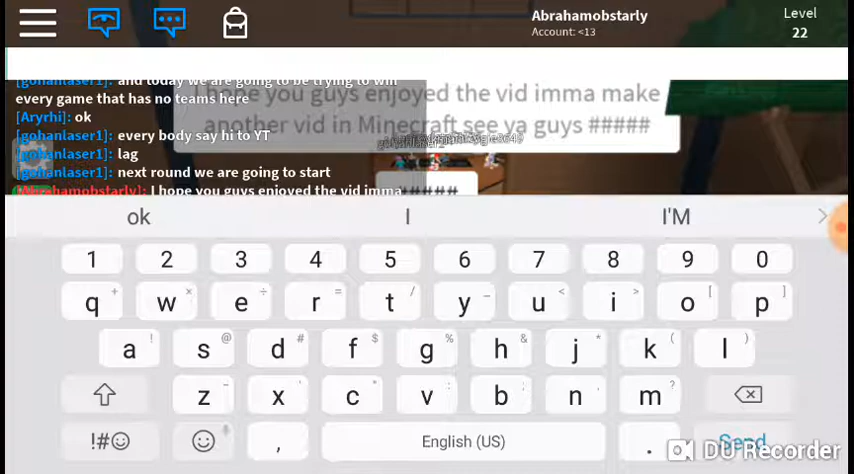 Abrahamobstarly
Account: <13
Level
22
[gohanlaser1]: and today we are going to be trying to win
every game that has no teams here
[Aryrhi]: ok
[gohanlaser1]: every body say hi to YT
[gohanlaser1]: lag
[gohanlaser1]: next round we are going to start
[Abrahamobstarly]: I hope you guys enjoyed the vid imma
I hope you guys enjoyed the vid imma make
another vid in Minecraft see ya guys #####
######
ok I I'M
1 2 3 4 5 6 7 8 9 0
q w e r t y u i o p
+ × ÷ = / _ < > [ ]
a s d f g h j k l
! @ # $ % & * ( )
z x c v b n m
- " ' : ; , ?
!#☺ , English (US) . Send
DU Recorder